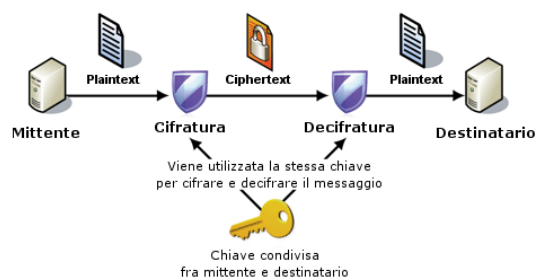 Plaintext
Ciphertext
Plaintext
Mittente
Cifratura
Decifratura
Destinatario
Viene utilizzata la stessa chiave
per cifrare e decifrare il messaggio
Chiave condivisa
fra mittente e destinatario